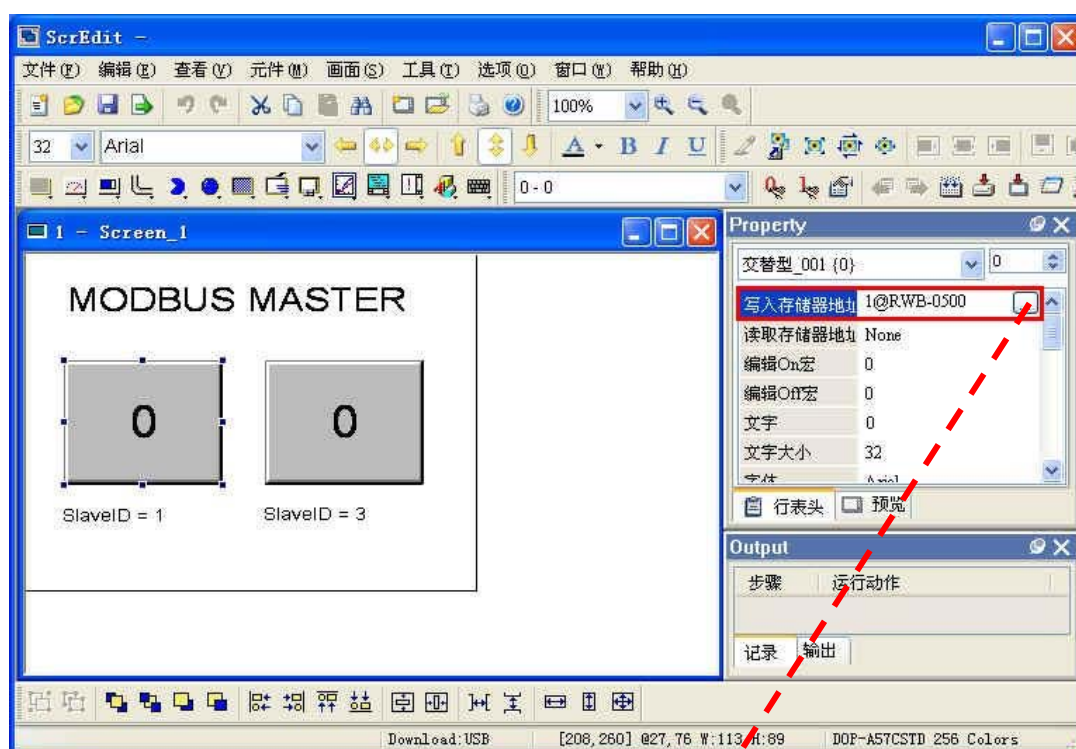 ScrEdit -
文件(F) 编辑(E) 查看(V) 元件(M) 画面(S) 工具(T) 选项(O) 窗口(W) 帮助(H)
100%
32 Arial A B I U
0 - 0
1 - Screen_1
MODBUS MASTER
0 0
SlaveID = 1 SlaveID = 3
Property
交替型_001 {0} 0
写入存储器地址 1@RWB-0500
读取存储器地址 None
编辑On宏 0
编辑Off宏 0
文字 0
文字大小 32
字体 Arial
行表头 预览
Output
步骤 运行动作
记录 输出
Download:USB [208,260] @27,76 W:113 H:89 DOP-A57CSTD 256 Colors